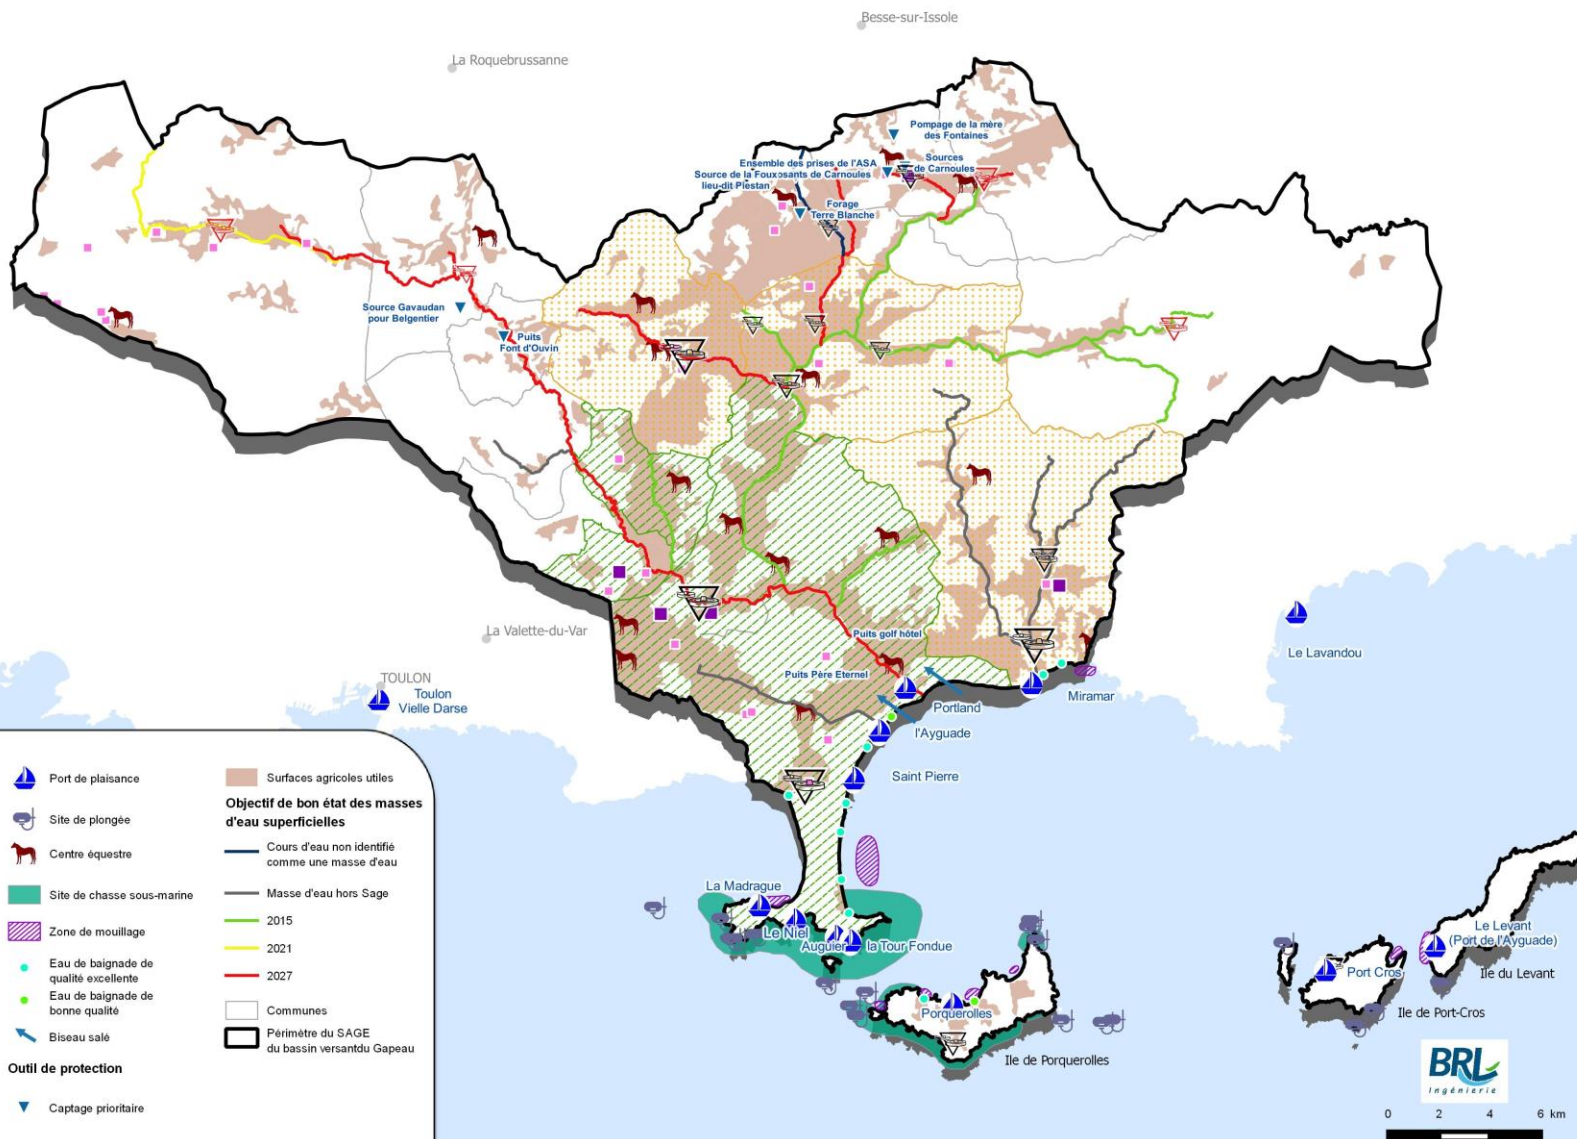 Besse-sur-Issole
La Roquebrussanne
Pompage de la mère
des Fontaines
Ensemble des prises de l'ASA
Sources
de Carnoules
Source de la Foux
osants de Carnoules
lieu-dit Plestan
Forage
Terre Blanche
Source Gavaudan
pour Belgentier
Puits
Font d'Ouvin
Puits golf hôtel
La Valette-du-Var
Puits Père Eternel
Le Lavandou
TOULON
Toulon
Vielle Darse
Miramar
Portland
l'Ayguade
Saint Pierre
La Madrague
Le Niel
Auguier
la Tour Fondue
Porquerolles
Ile de Porquerolles
Port Cros
Ile de Port-Cros
Le Levant
(Port de l'Ayguade)
Ile du Levant
Port de plaisance
Site de plongée
Centre équestre
Site de chasse sous-marine
Zone de mouillage
Eau de baignade de
qualité excellente
Eau de baignade de
bonne qualité
Biseau salé
Outil de protection
Captage prioritaire
Surfaces agricoles utiles
Objectif de bon état des masses
d'eau superficielles
Cours d'eau non identifié
comme une masse d'eau
Masse d'eau hors Sage
2015
2021
2027
Communes
Périmètre du SAGE
du bassin versantdu Gapeau
BRL
Ingénierie
0 2 4 6 km